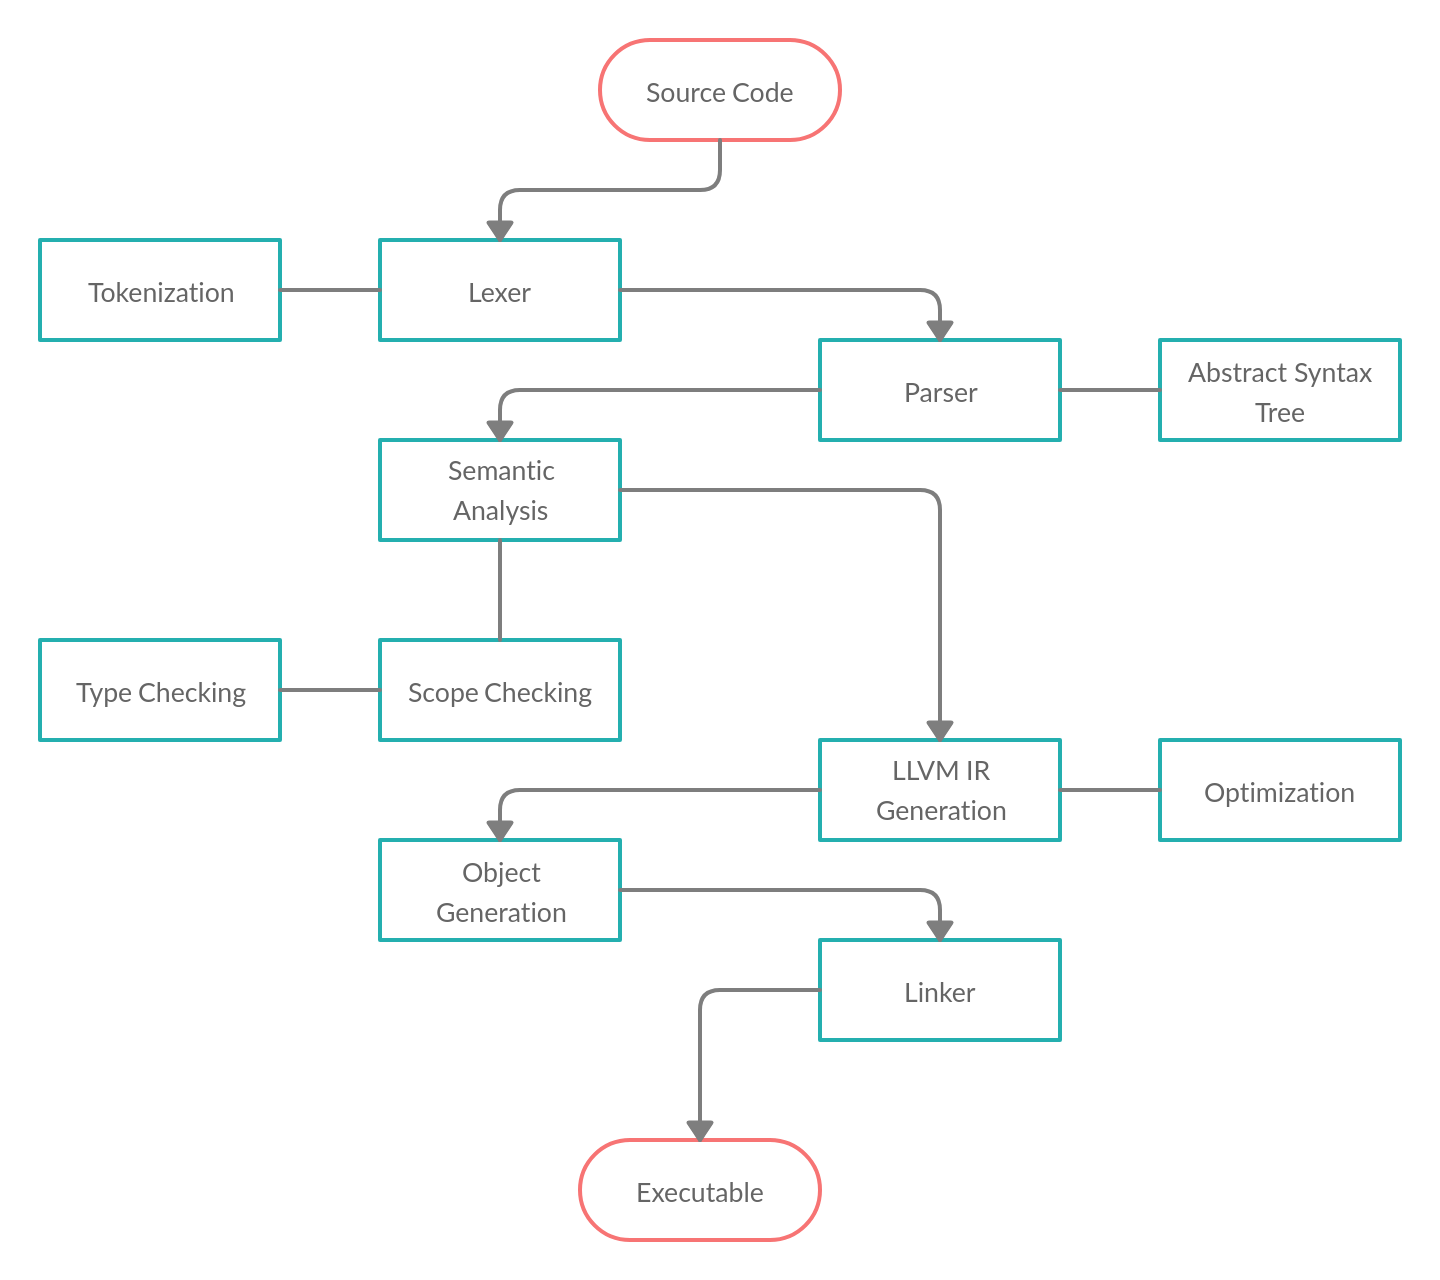 Source Code
Tokenization
Lexer
Parser
Abstract Syntax
Tree
Semantic
Analysis
Type Checking
Scope Checking
LLVM IR
Generation
Optimization
Object
Generation
Linker
Executable